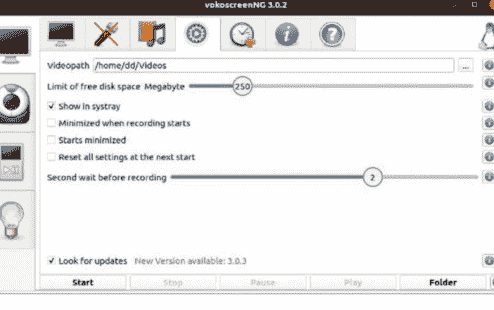 vokoscreenNG 3.0.2
Videopath /home/dd/Videos ...
Limit of free disk space Megabyte 250
Show in systray
Minimized when recording starts
Starts minimized
Reset all settings at the next start
Second wait before recording 2
Look for updates New Version available: 3.0.3
Start Stop Pause Play Folder